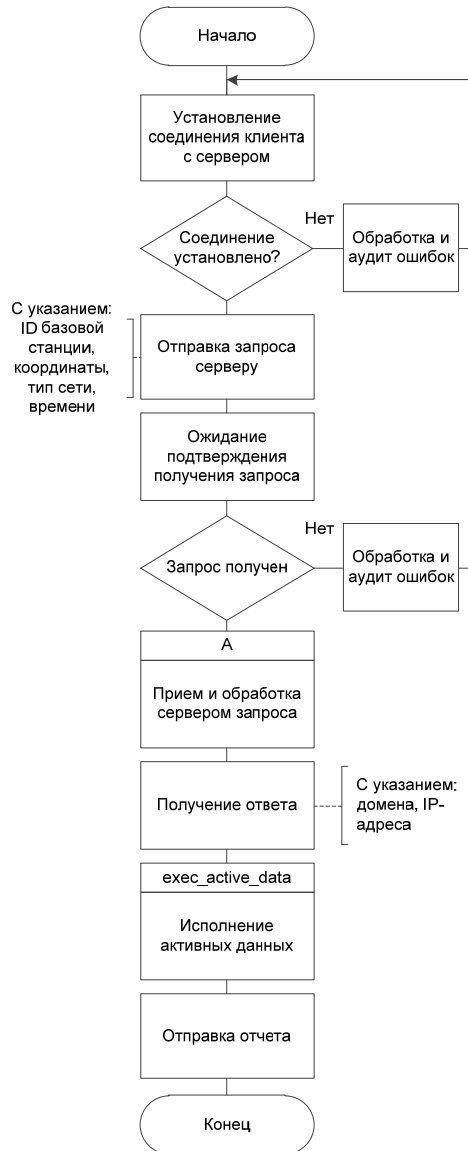 Начало
Установление
соединения клиента
с сервером
Соединение
установлено?
Нет
Обработка и
аудит ошибок
С указанием:
ID базовой
станции,
координаты,
тип сети,
времени
Отправка запроса
серверу
Ожидание
подтверждения
получения запроса
Запрос получен
Нет
Обработка и
аудит ошибок
А
Прием и обработка
сервером запроса
Получение ответа
С указанием:
домена, IP-
адреса
exec_active_data
Исполнение
активных данных
Отправка отчета
Конец